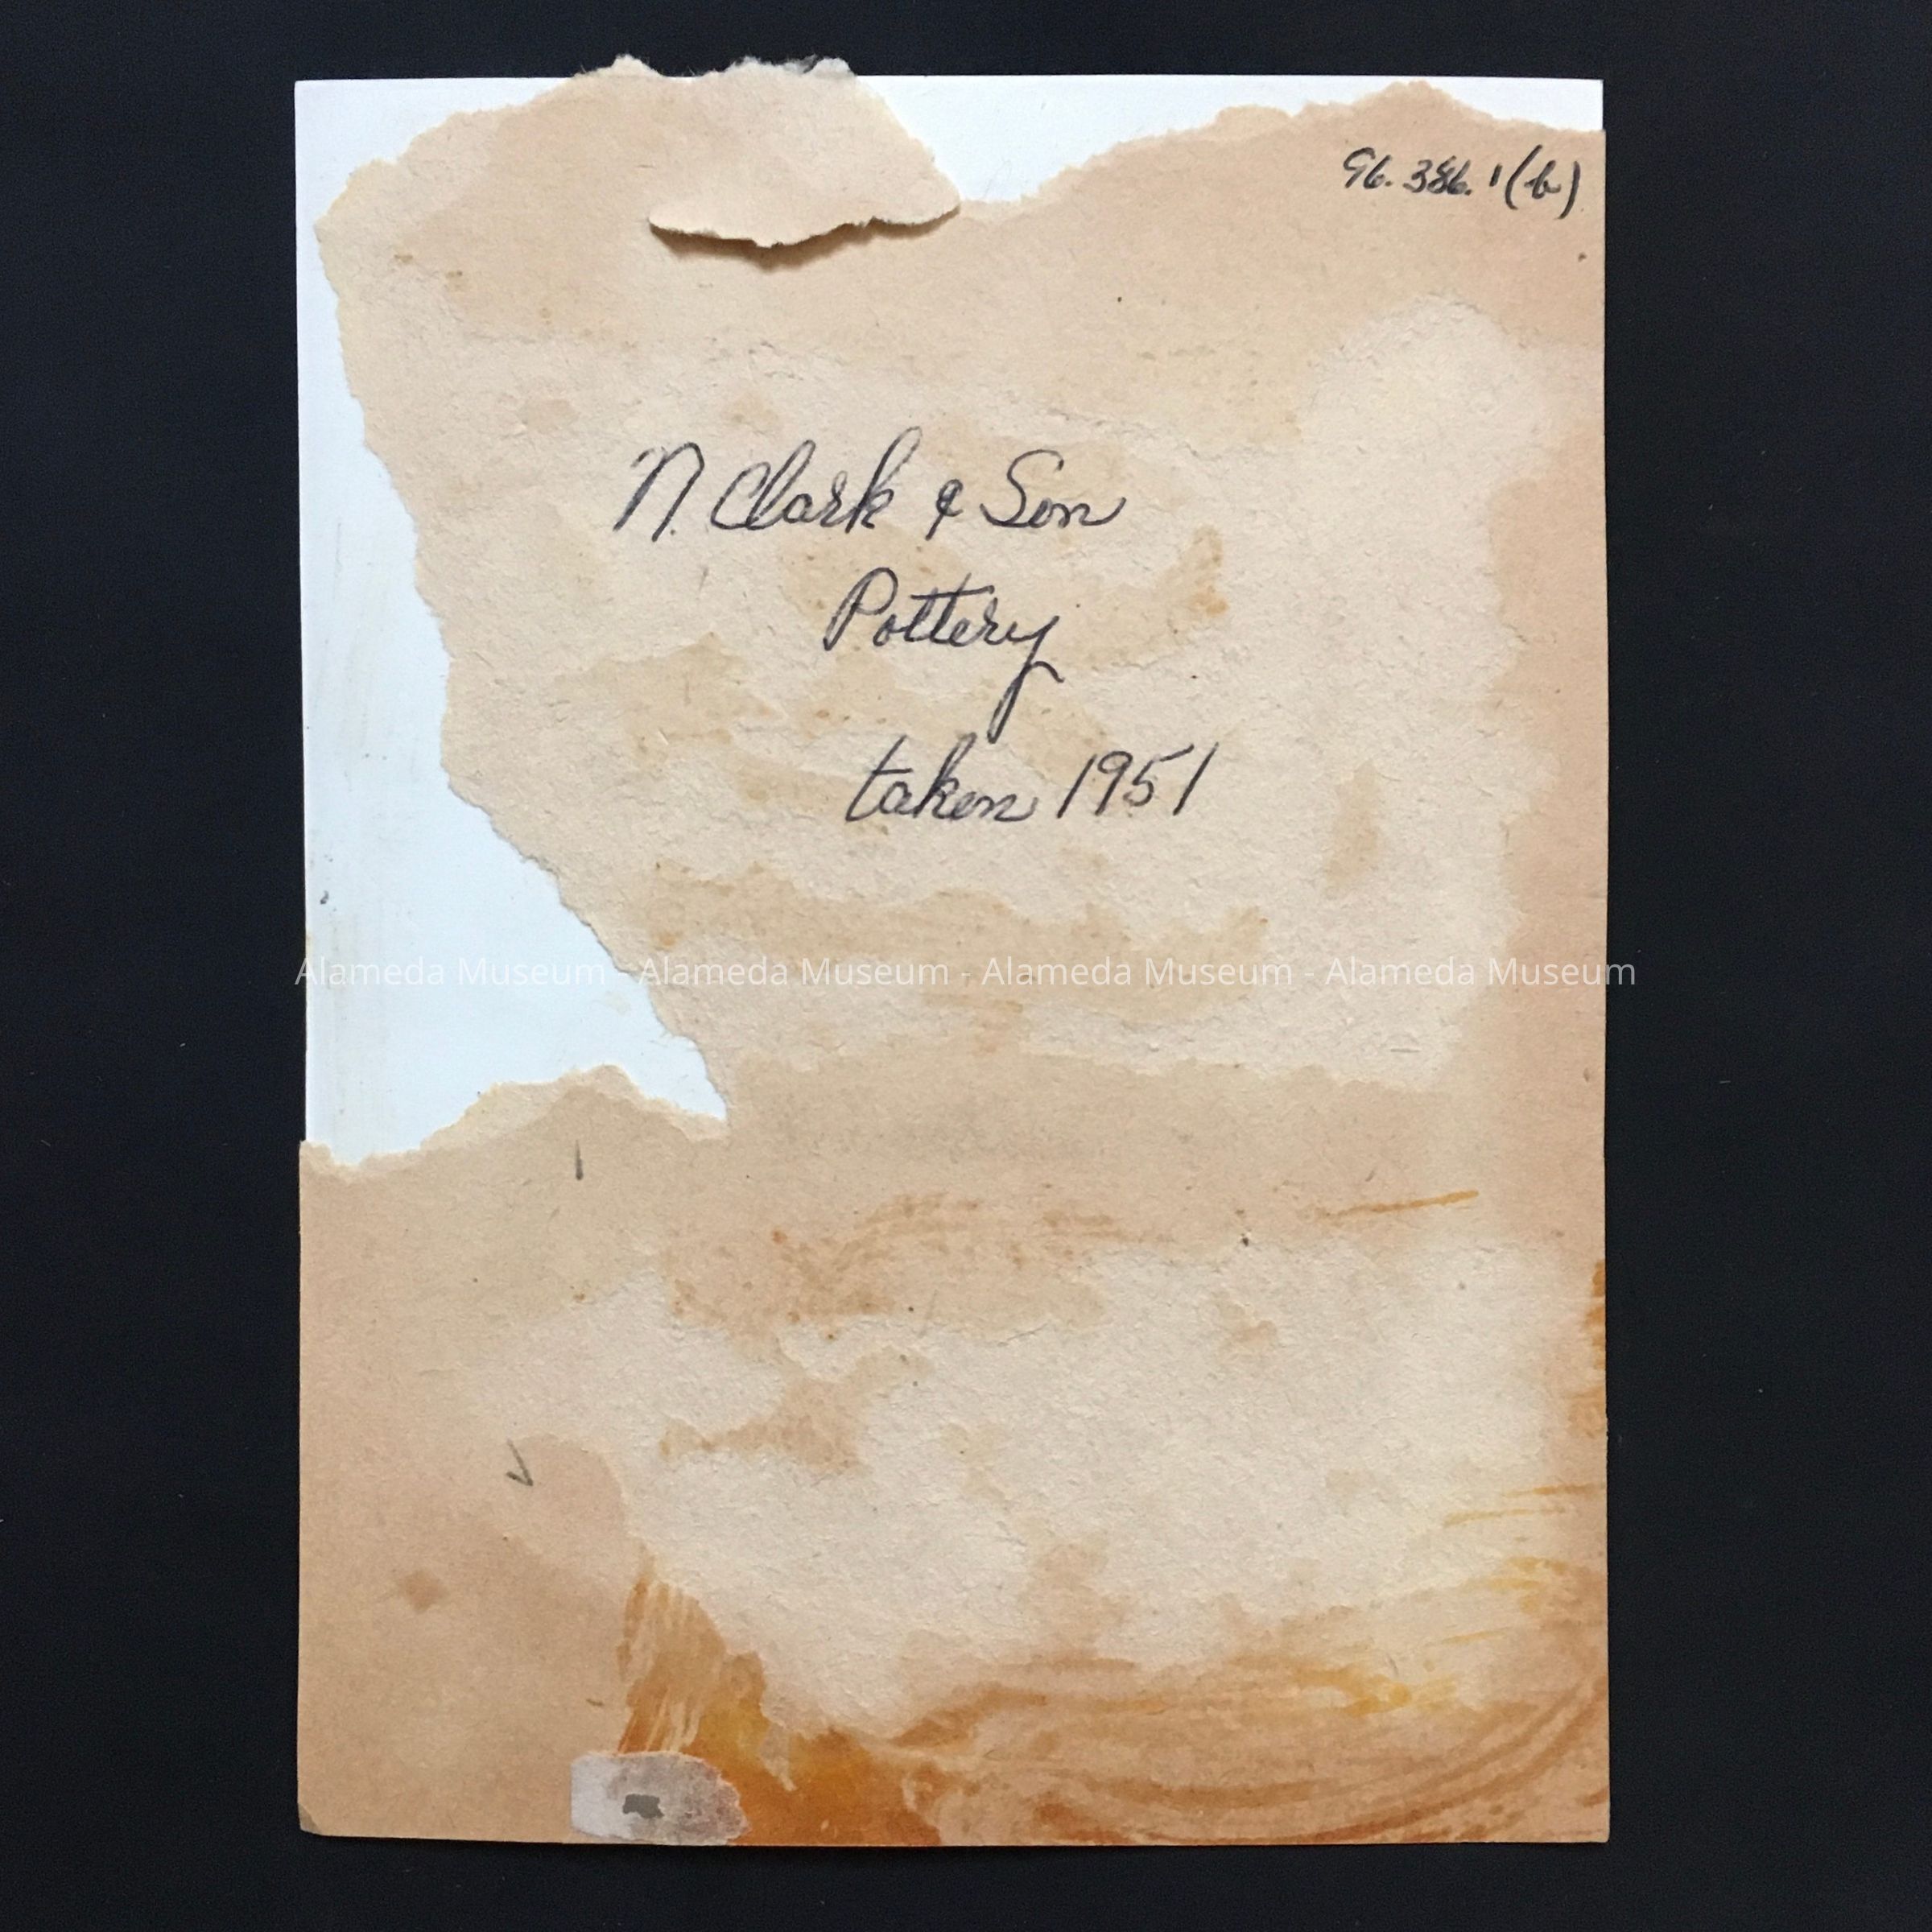 96.386.1(b)
N. Clark & Son
Pottery
taken 1951
Alameda Museum - Alameda Museum - Alameda Museum - Alameda Museum